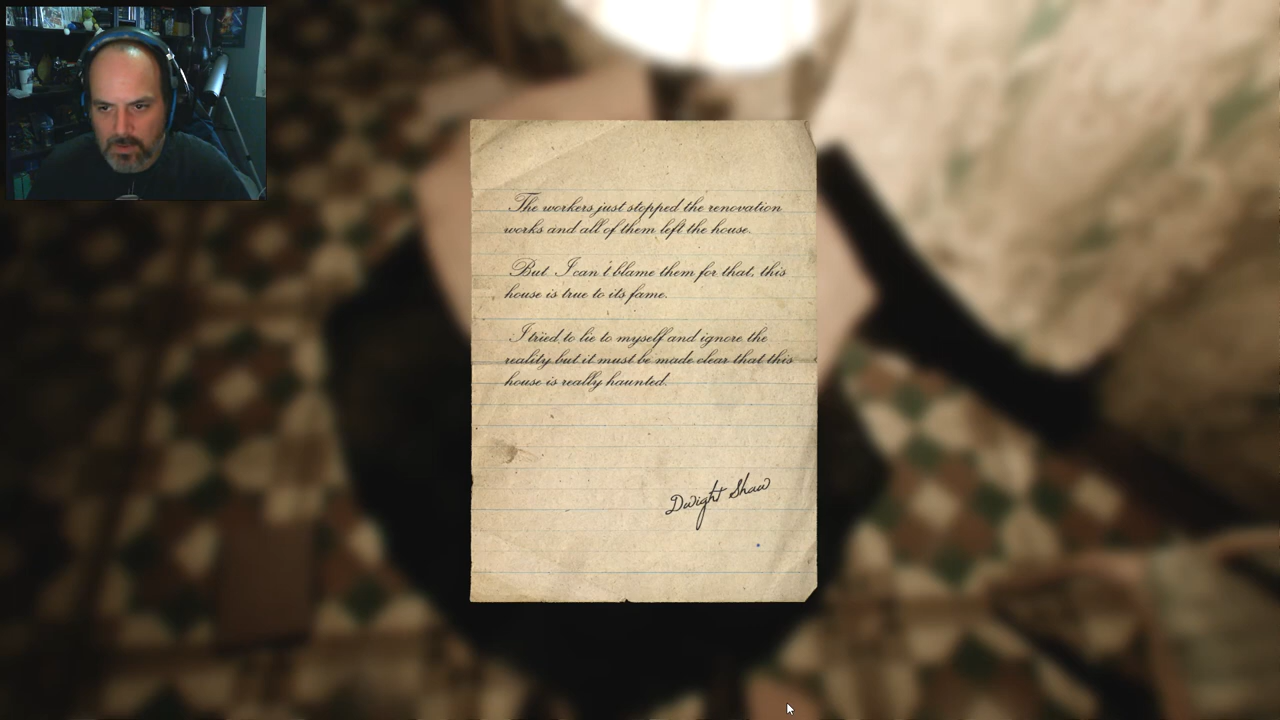 The workers just stopped the renovation
works and all of them left the house.
But I can't blame them for that, this
house is true to its fame.
I tried to lie to myself and ignore the
reality but it must be made clear that this
house is really haunted.
Dwight Shaw